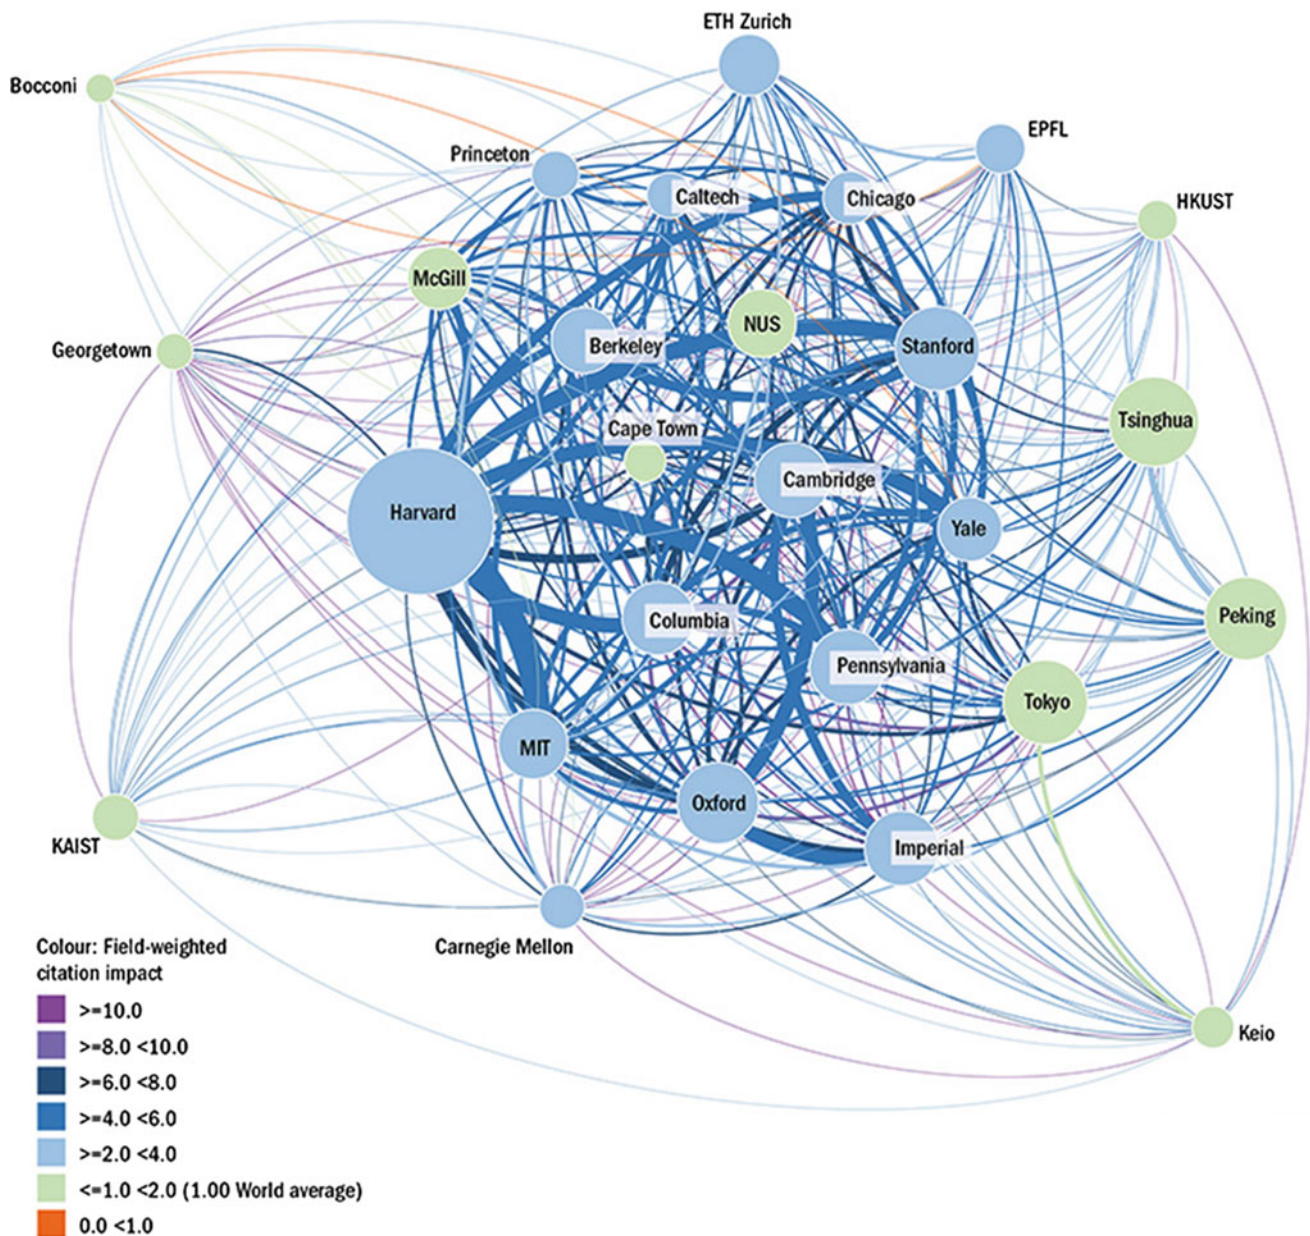 ETH Zurich
Bocconi
EPFL
Princeton
Caltech
Chicago
HKUST
McGill
NUS
Berkeley
Stanford
Georgetown
Tsinghua
Cape Town
Cambridge
Harvard
Yale
Columbia
Peking
Pennsylvania
Tokyo
MIT
Oxford
KAIST
Imperial
Carnegie Mellon
Keio
Colour: Field-weighted
citation impact
>=10.0
>=8.0 <10.0
>=6.0 <8.0
>=4.0 <6.0
>=2.0 <4.0
<=1.0 <2.0 (1.00 World average)
0.0 <1.0